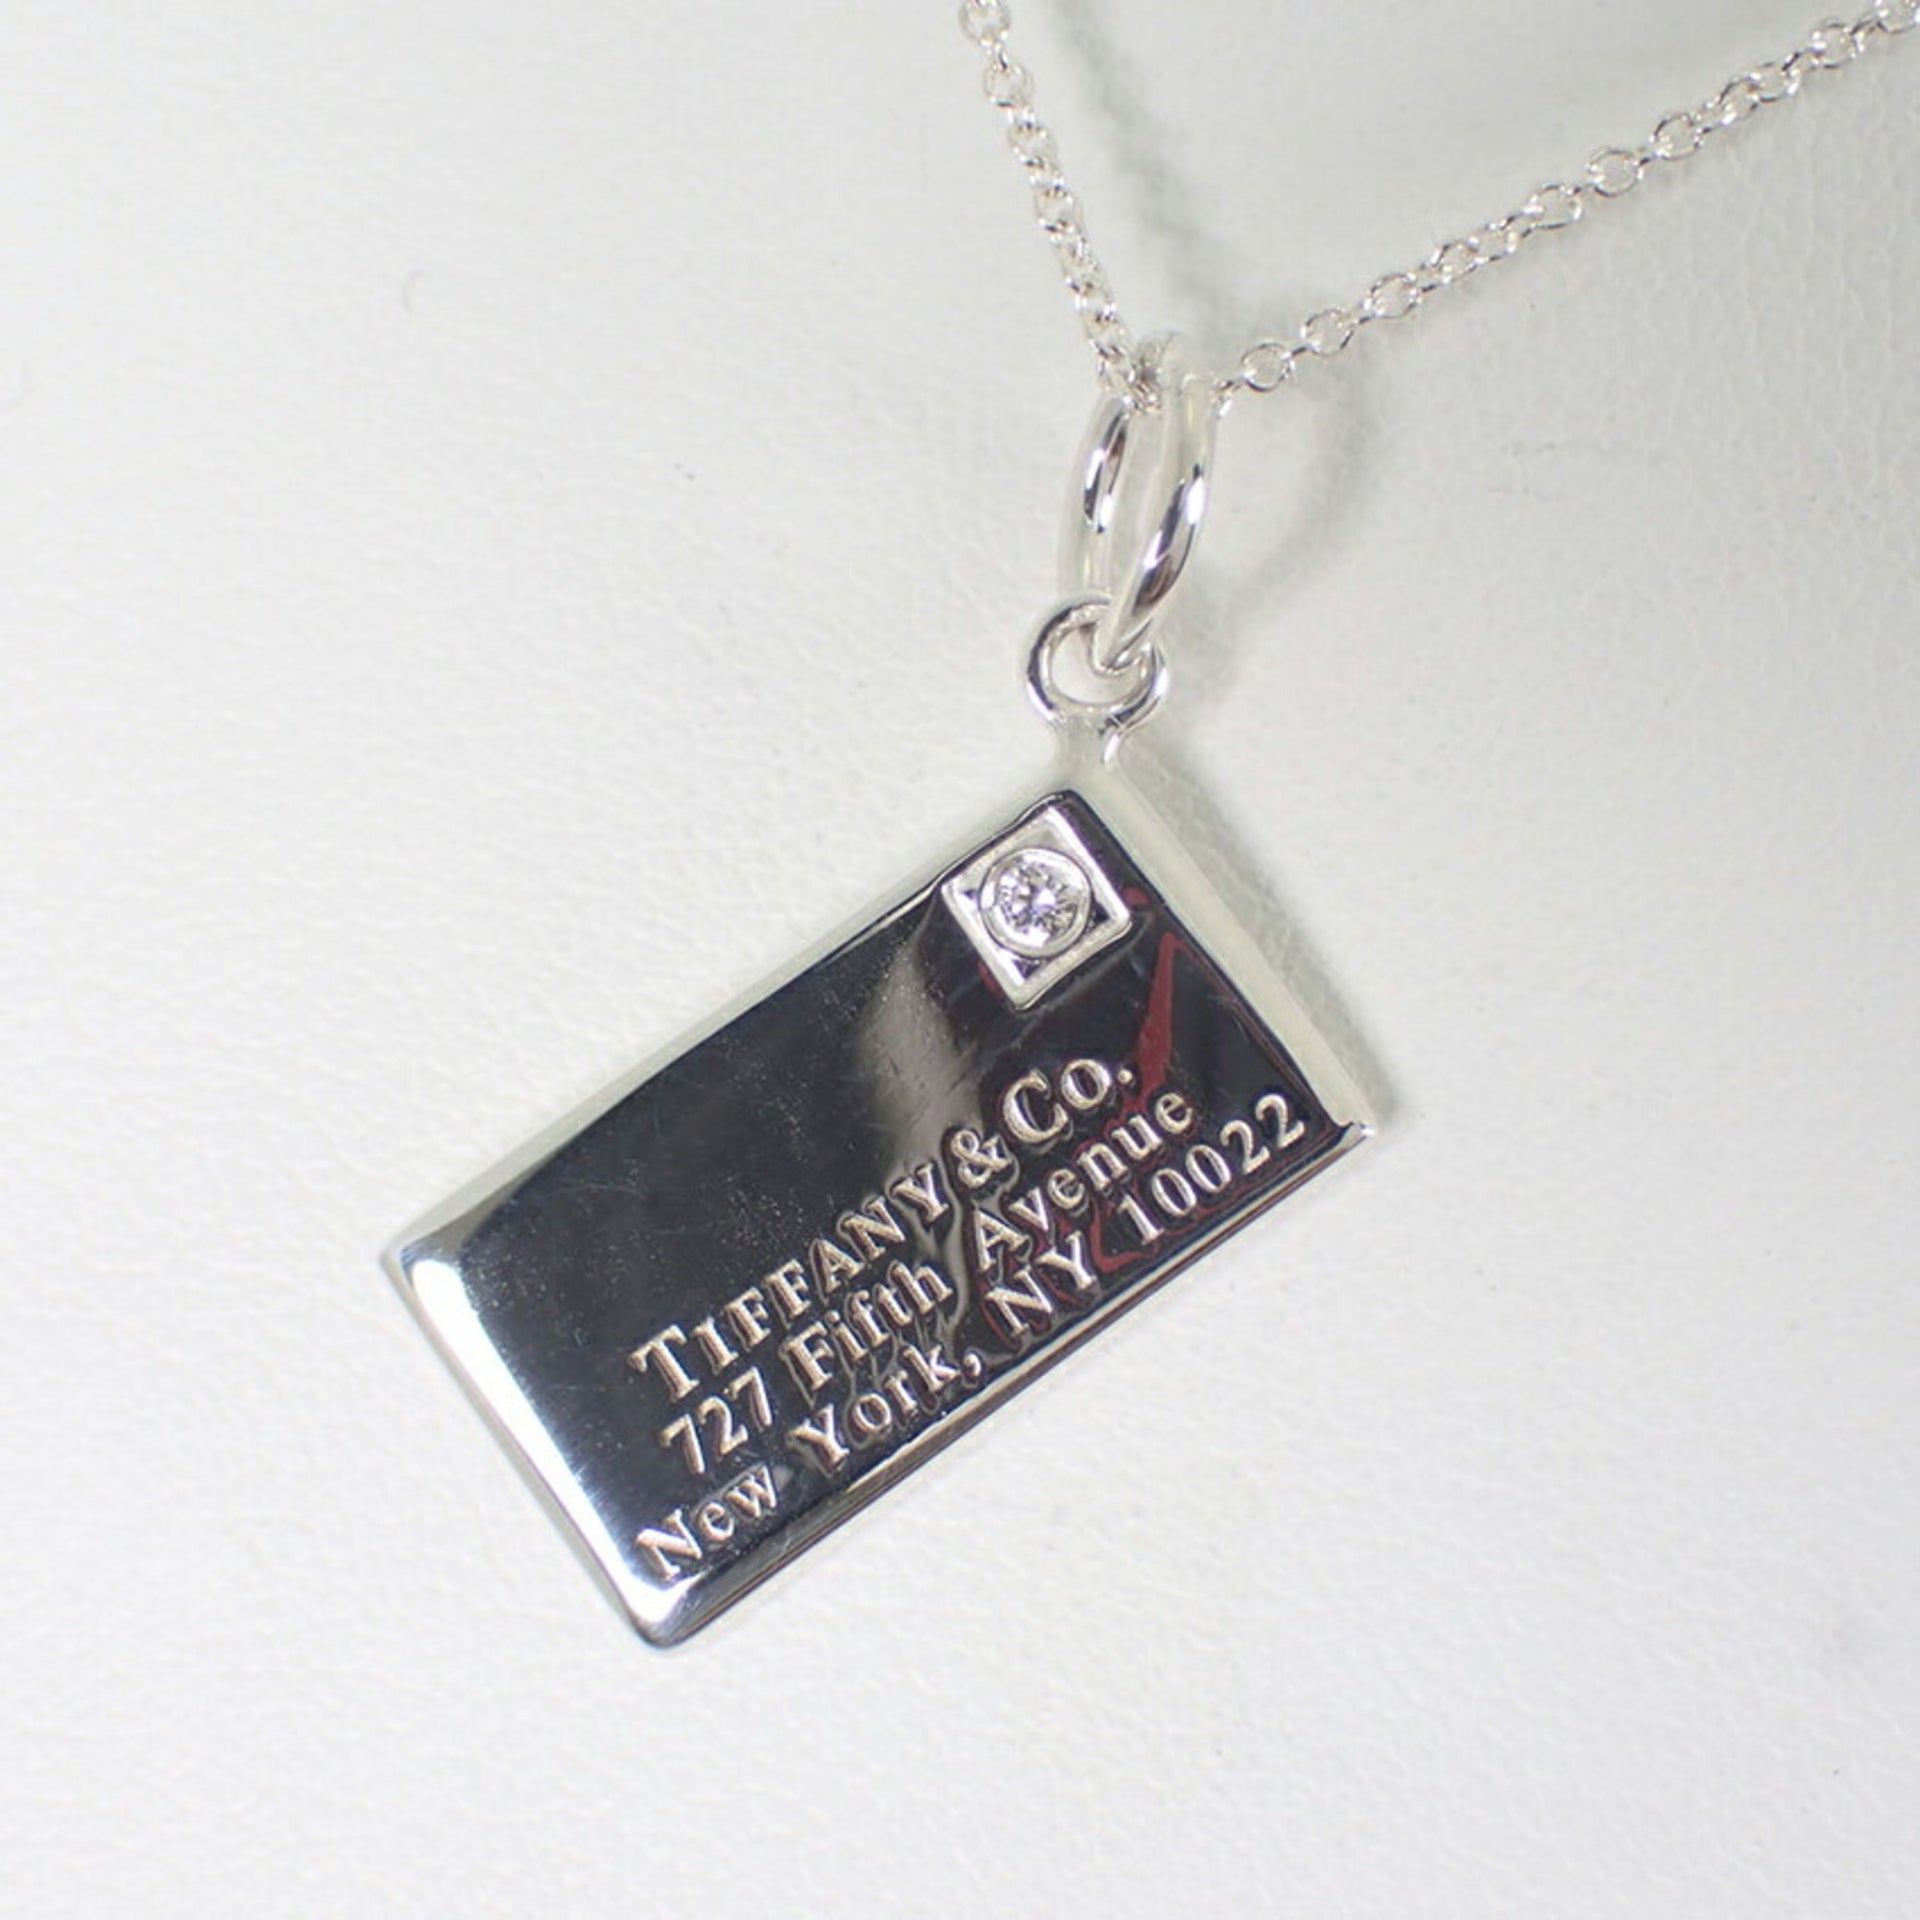 TIFFANY & Co.
727 Fifth Avenue
New York, NY 10022